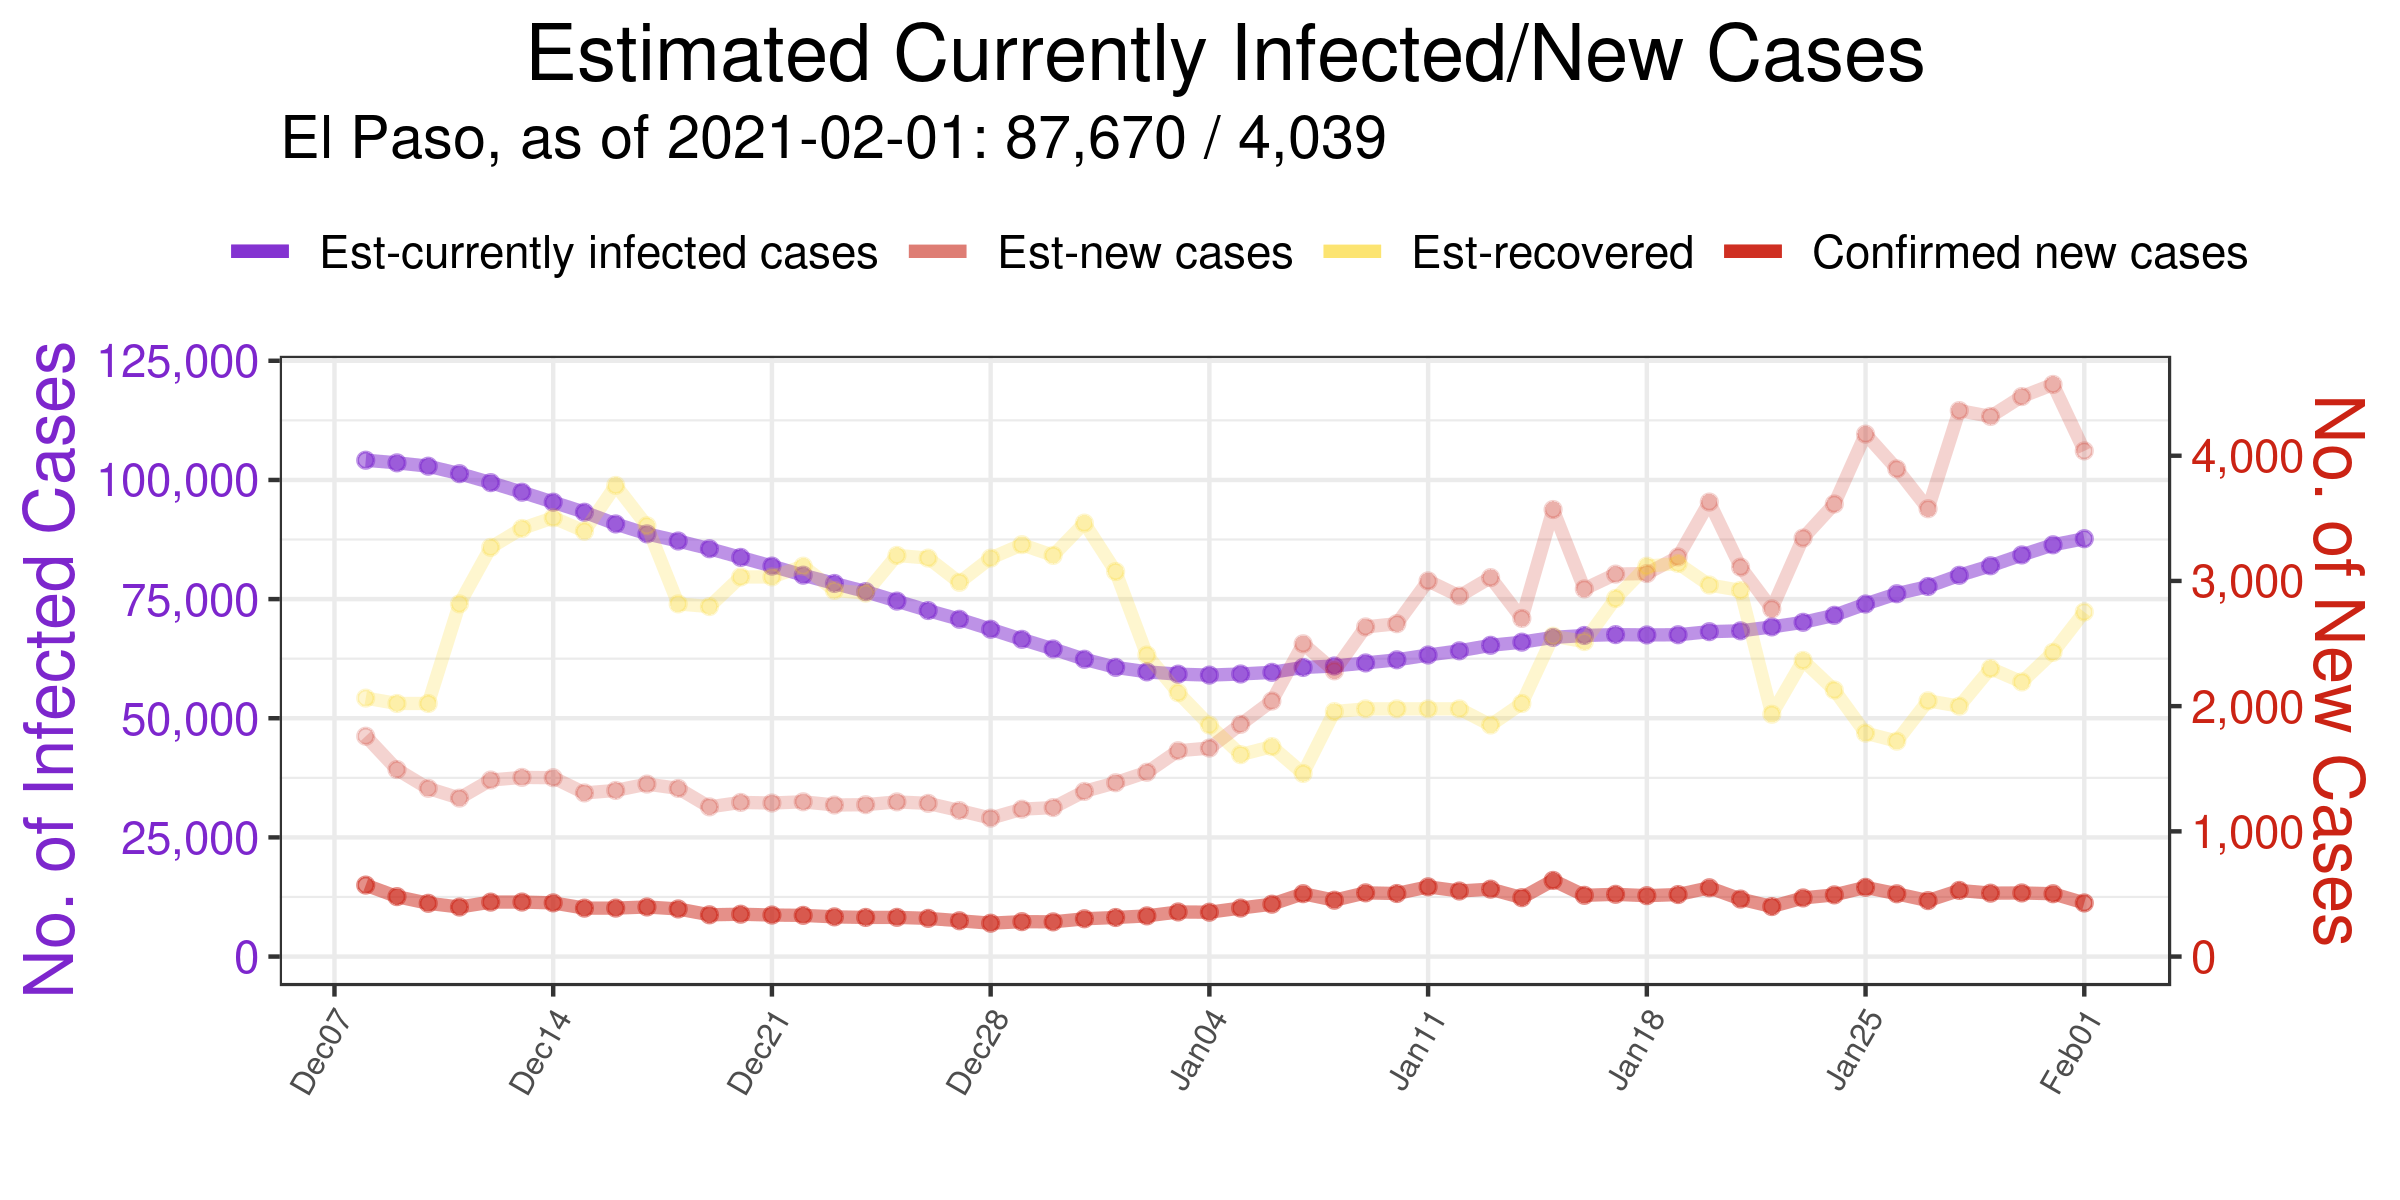 Estimated Currently Infected/New Cases
El Paso, as of 2021-02-01: 87,670 / 4,039
Est-currently infected cases
Est-new cases
Est-recovered
Confirmed new cases
No. of Infected Cases
125,000
100,000
75,000
50,000
25,000
0
4,000
3,000
2,000
1,000
0
No. of New Cases
Dec07
Dec14
Dec21
Dec28
Jan04
Jan11
Jan18
Jan25
Feb01